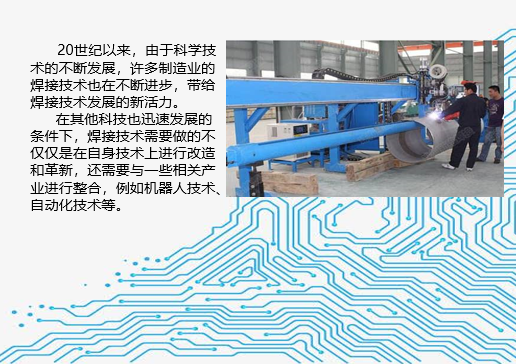 20世纪以来，由于科学技
术的不断发展，许多制造业的
焊接技术也在不断进步，带给
焊接技术发展的新活力。
在其他科技也迅速发展的
条件下，焊接技术需要做的不
仅仅是在自身技术上进行改造
和革新，还需要与一些相关产
业进行整合，例如机器人技术、
自动化技术等。